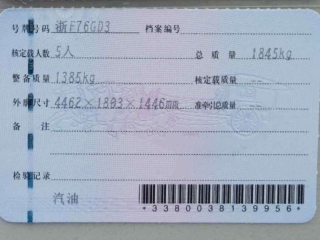 号牌号码 浙F76GD3 档案编号
核定载人数 5人 总质量 1845kg
整备质量 1385kg 核定载质量 --
外廓尺寸 4462×1803×1446mm 准牵引总质量 --
备注
检验记录
汽油
*3380038139956*